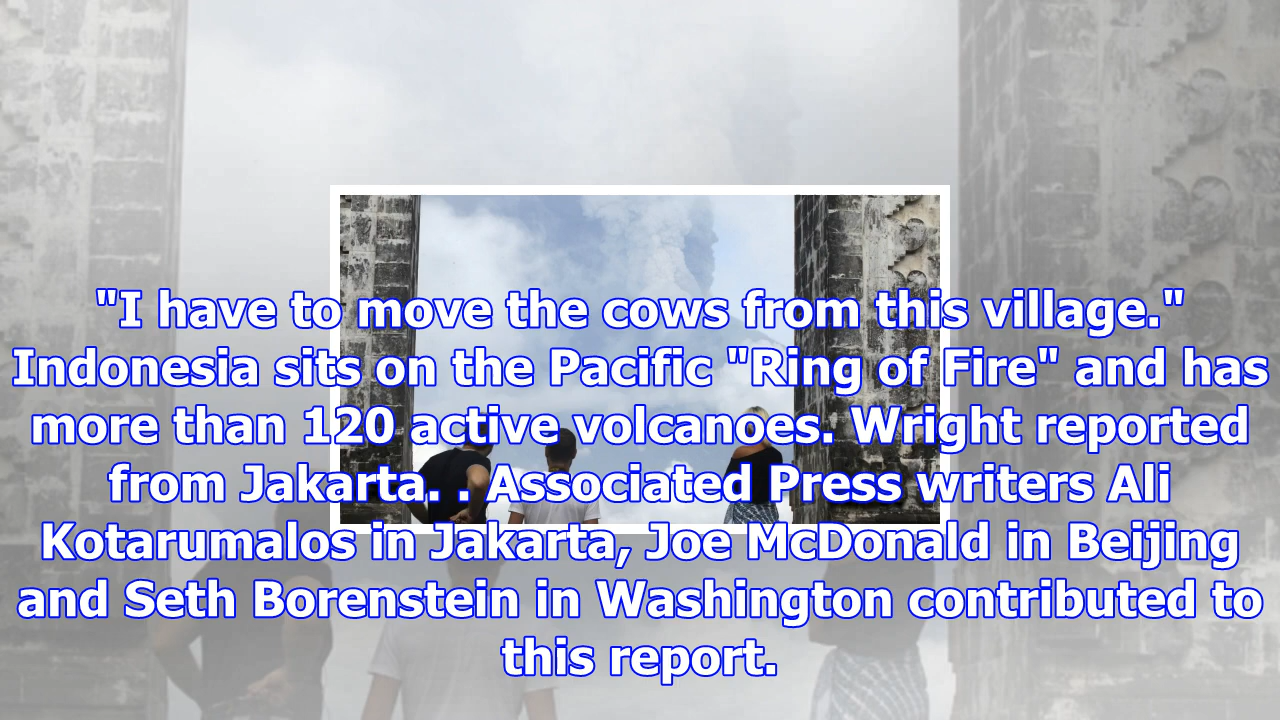 "I have to move the cows from this village."
Indonesia sits on the Pacific "Ring of Fire" and has
more than 120 active volcanoes. Wright reported
from Jakarta. . Associated Press writers Ali
Kotarumalos in Jakarta, Joe McDonald in Beijing
and Seth Borenstein in Washington contributed to
this report.